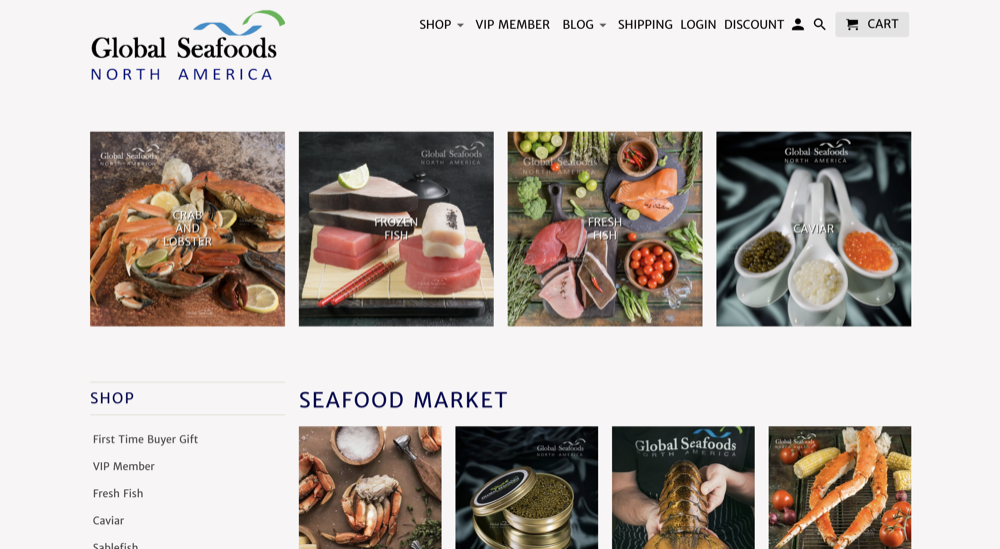 Global Seafoods
NORTH AMERICA
SHOP VIP MEMBER BLOG SHIPPING LOGIN DISCOUNT CART
Global Seafoods
NORTH AMERICA
CRAB
AND
LOBSTER
Global Seafoods
NORTH AMERICA
FROZEN
FISH
Global Seafoods
NORTH AMERICA
FRESH
FISH
Global Seafoods
NORTH AMERICA
CAVIAR
SHOP
First Time Buyer Gift
VIP Member
Fresh Fish
Caviar
Sablefish
SEAFOOD MARKET
Global Seafoods
NORTH AMERICA
Global Seafoods
NORTH AMERICA
Global Seafoods
NORTH AMERICA